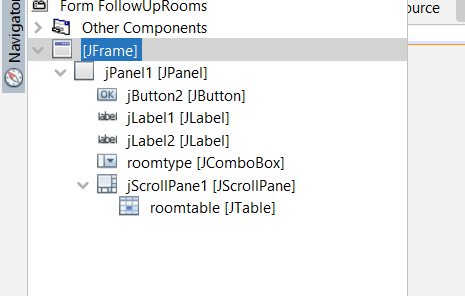 Form FollowUpRooms
Other Components
[JFrame]
jPanel1 [JPanel]
OK jButton2 [JButton]
label jLabel1 [JLabel]
label jLabel2 [JLabel]
roomtype [JComboBox]
jScrollPane1 [JScrollPane]
roomtable [JTable]
Navigator
ource